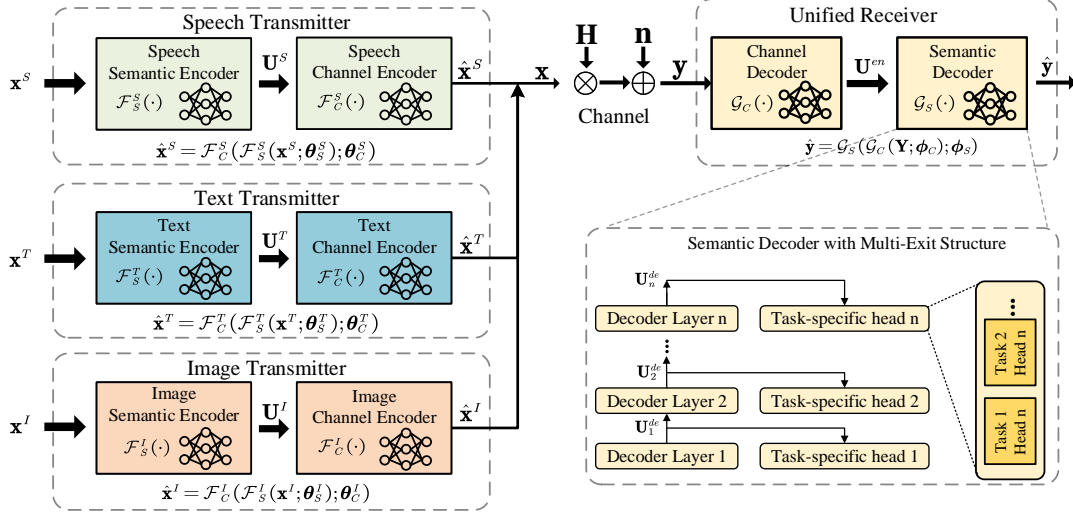 Speech Transmitter
x^S
Speech
Semantic Encoder
F_S^S(·)
U^S
Speech
Channel Encoder
F_C^S(·)
x̂^S
x̂^S = F_C^S(F_S^S(x^S; θ_S^S); θ_C^S)
Text Transmitter
x^T
Text
Semantic Encoder
F_S^T(·)
U^T
Text
Channel Encoder
F_C^T(·)
x̂^T
x̂^T = F_C^T(F_S^T(x^T; θ_S^T); θ_C^T)
Image Transmitter
x^I
Image
Semantic Encoder
F_S^I(·)
U^I
Image
Channel Encoder
F_C^I(·)
x̂^I
x̂^I = F_C^I(F_S^I(x^I; θ_S^I); θ_C^I)
x
H
n
Channel
y
Unified Receiver
Channel
Decoder
G_C(·)
U^{en}
Semantic
Decoder
G_S(·)
ŷ
ŷ = G_S(G_C(Y; ϕ_C); ϕ_S)
Semantic Decoder with Multi-Exit Structure
U_n^{de}
Decoder Layer n
Task-specific head n
...
U_2^{de}
Decoder Layer 2
Task-specific head 2
U_1^{de}
Decoder Layer 1
Task-specific head 1
...
Task 2
Head n
Task 1
Head n